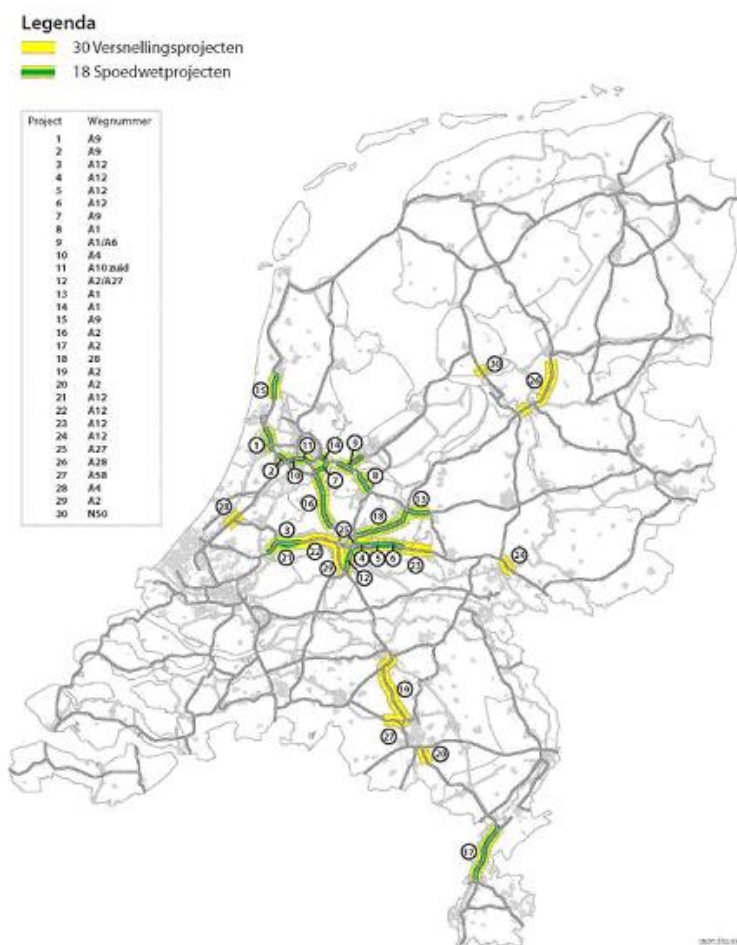 Legenda
30 Versnellingsprojecten
18 Spoedwetprojecten
Project Wegnummer
1 A9
2 A9
3 A12
4 A12
5 A12
6 A12
7 A9
8 A1
9 A1/A6
10 A4
11 A10 zuid
12 A2/A27
13 A1
14 A1
15 A9
16 A2
17 A2
18 28
19 A2
20 A2
21 A12
22 A12
23 A12
24 A12
25 A27
26 A28
27 A58
28 A4
29 A2
30 N50
30
26
15
1
11
14
9
2
10
7
8
16
13
28
18
3
25
21
22
4
5
6
23
24
29
12
19
27
20
17